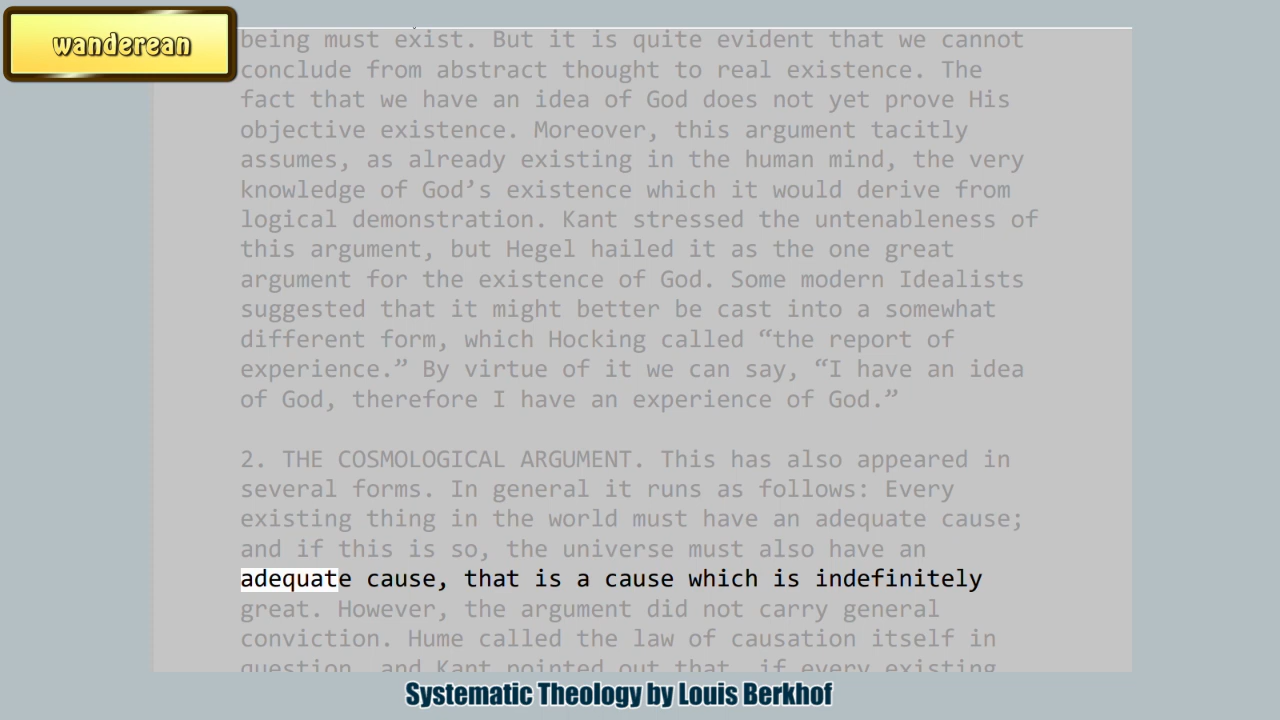 wanderean
being must exist. But it is quite evident that we cannot
conclude from abstract thought to real existence. The
fact that we have an idea of God does not yet prove His
objective existence. Moreover, this argument tacitly
assumes, as already existing in the human mind, the very
knowledge of God’s existence which it would derive from
logical demonstration. Kant stressed the untenableness of
this argument, but Hegel hailed it as the one great
argument for the existence of God. Some modern Idealists
suggested that it might better be cast into a somewhat
different form, which Hocking called “the report of
experience.” By virtue of it we can say, “I have an idea
of God, therefore I have an experience of God.”
2. THE COSMOLOGICAL ARGUMENT. This has also appeared in
several forms. In general it runs as follows: Every
existing thing in the world must have an adequate cause;
and if this is so, the universe must also have an
adequate cause, that is a cause which is indefinitely
great. However, the argument did not carry general
conviction. Hume called the law of causation itself in
question, and Kant pointed out that, if every existing
Systematic Theology by Louis Berkhof